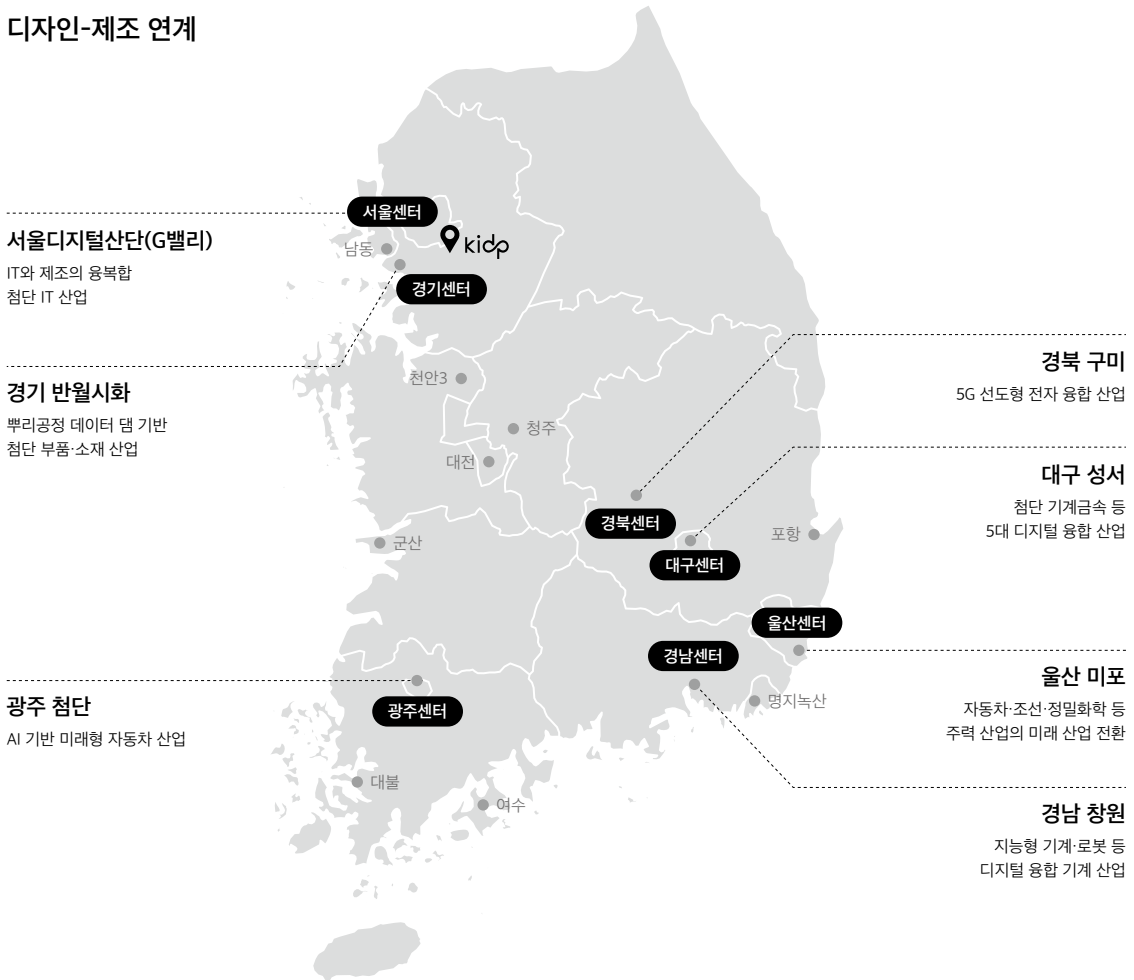 디자인-제조 연계
서울센터
서울디지털산단(G밸리)
IT와 제조의 융복합
첨단 IT 산업
남동
kidp
경기센터
경기 반월시화
뿌리공정 데이터 댐 기반
첨단 부품·소재 산업
천안3
청주
대전
군산
경북 구미
5G 선도형 전자 융합 산업
대구 성서
첨단 기계금속 등
5대 디지털 융합 산업
경북센터
대구센터
포항
울산센터
경남센터
울산 미포
자동차·조선·정밀화학 등
주력 산업의 미래 산업 전환
명지녹산
광주 첨단
AI 기반 미래형 자동차 산업
광주센터
대불
여수
경남 창원
지능형 기계·로봇 등
디지털 융합 기계 산업